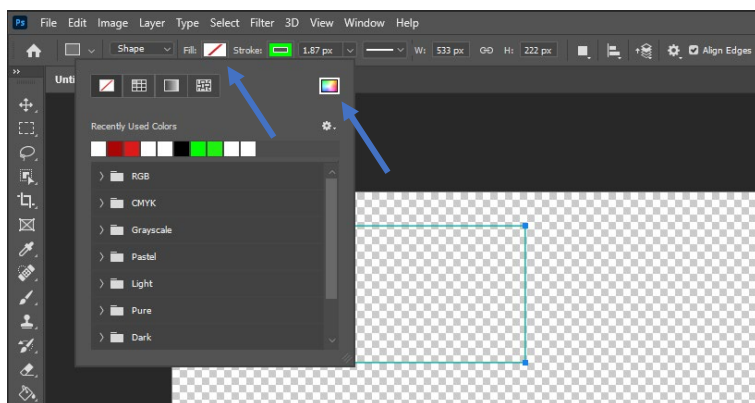 Ps File Edit Image Layer Type Select Filter 3D View Window Help
Shape Fill: Stroke: 1.87 px W: 533 px H: 222 px Align Edges
Unti
Recently Used Colors
RGB
CMYK
Grayscale
Pastel
Light
Pure
Dark